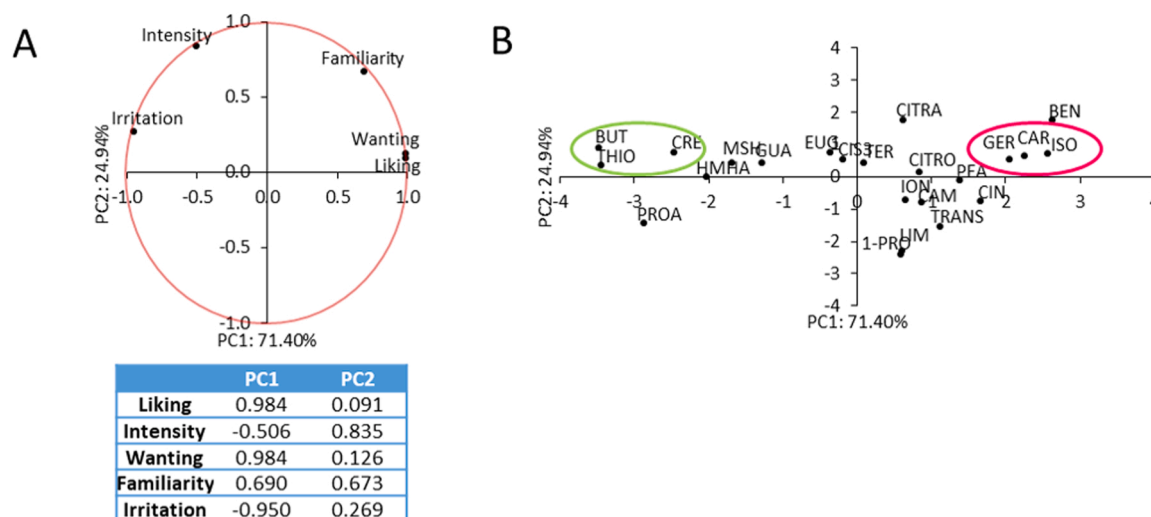 A
1.0
Intensity
Familiarity
0.5
Irritation
Wanting
Liking
0.0
-1.0
-0.5
0.0
0.5
1.0
-0.5
-1.0
PC2: 24.94%
PC1: 71.40%
PC1 PC2
Liking 0.984 0.091
Intensity -0.506 0.835
Wanting 0.984 0.126
Familiarity 0.690 0.673
Irritation -0.950 0.269
B
4
3
2
1
0
-1
-2
-3
-4
PC2: 24.94%
CITRA
BEN
BUT
CRE
EUG
GER CAR ISO
THIO
MSH
GUA
CIS3
TER
HMHA
CITRO
PEA
-4 -3 -2 -1 0 1 2 3 4
ION
CAM
CIN
PROA
TRANS
LIM
1-PRO
PC1: 71.40%